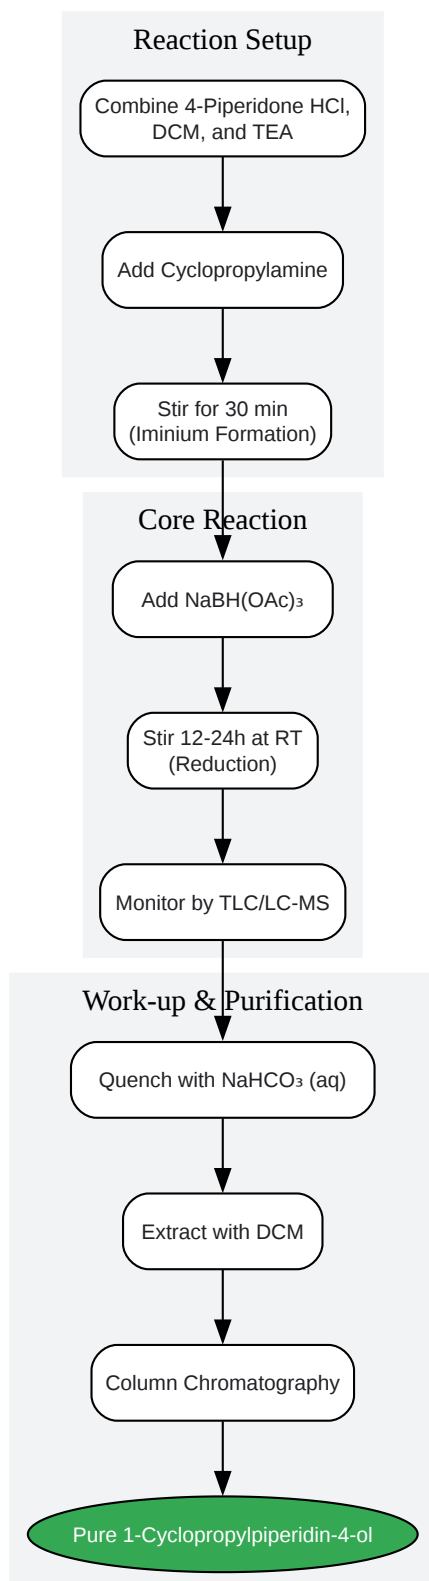 Reaction Setup
Combine 4-Piperidone HCl,
DCM, and TEA
Add Cyclopropylamine
Stir for 30 min
(Iminium Formation)
Core Reaction
Add NaBH(OAc)₃
Stir 12-24h at RT
(Reduction)
Monitor by TLC/LC-MS
Work-up & Purification
Quench with NaHCO₃ (aq)
Extract with DCM
Column Chromatography
Pure 1-Cyclopropylpiperidin-4-ol